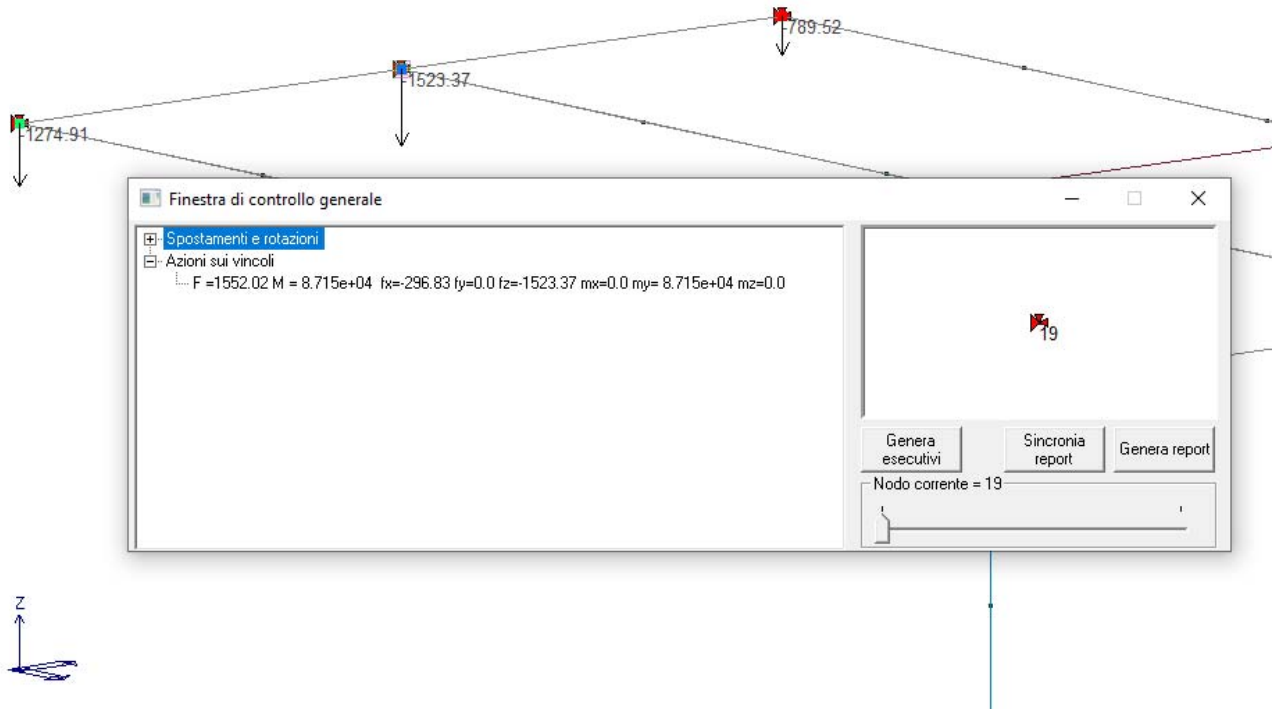 -789.52
-1523.37
-1274.91
Finestra di controllo generale
Spostamenti e rotazioni
Azioni sui vincoli
F =1552.02 M = 8.715e+04 fx=-296.83 fy=0.0 fz=-1523.37 mx=0.0 my= 8.715e+04 mz=0.0
19
Genera
esecutivi
Sincronia
report
Genera report
Nodo corrente = 19
Z